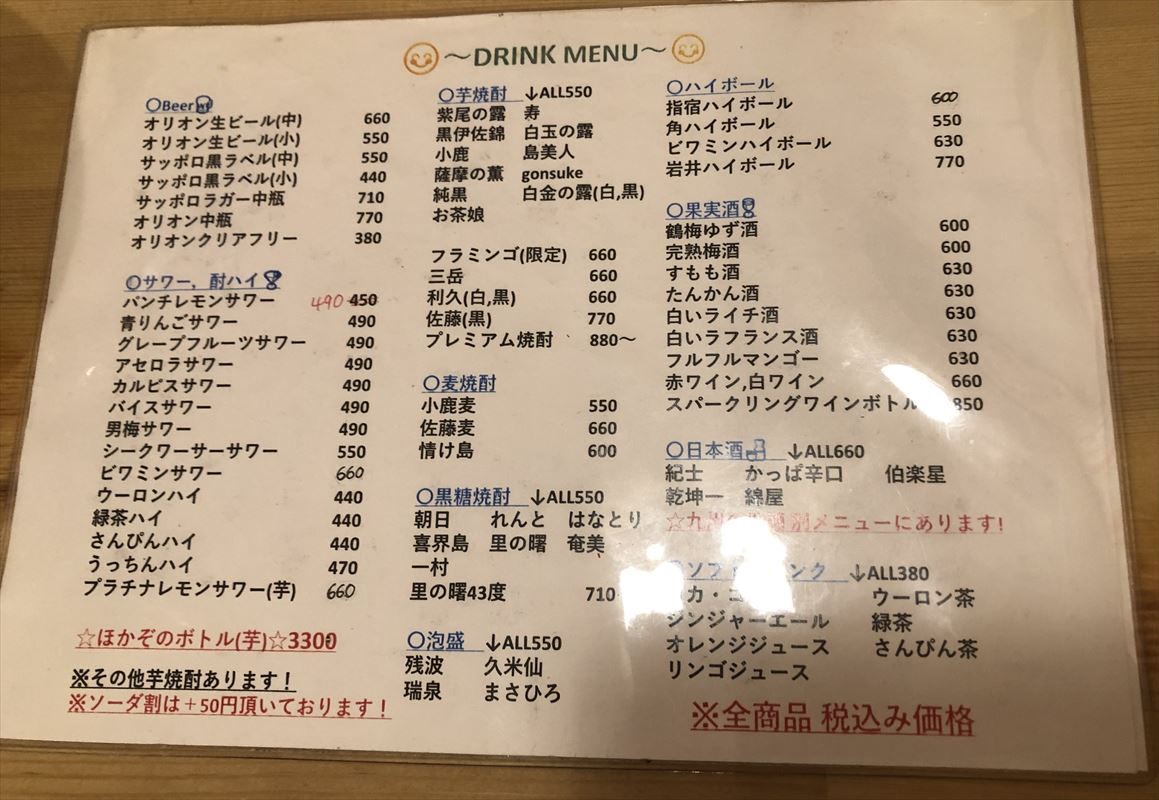 ～DRINK MENU～
〇Beer
オリオン生ビール(中) 660
オリオン生ビール(小) 550
サッポロ黒ラベル(中) 550
サッポロ黒ラベル(小) 440
サッポロラガー中瓶 710
オリオン中瓶 770
オリオンクリアフリー 380
〇サワー，酎ハイ
パンチレモンサワー 490 450
青りんごサワー 490
グレープフルーツサワー 490
アセロラサワー 490
カルピスサワー 490
バイスサワー 490
男梅サワー 490
シークワーサーサワー 550
ビワミンサワー 660
ウーロンハイ 440
緑茶ハイ 440
さんぴんハイ 440
うっちんハイ 470
プラチナレモンサワー(芋) 660
☆ほかぞのボトル(芋)☆3300
※その他芋焼酎あります！
※ソーダ割は＋50円頂いております！
〇芋焼酎 ↓ALL550
紫尾の露 寿
黒伊佐錦 白玉の露
小鹿 島美人
薩摩の薫 gonsuke
純黒 白金の露(白,黒)
お茶娘
フラミンゴ(限定) 660
三岳 660
利久(白,黒) 660
佐藤(黒) 770
プレミアム焼酎 880～
〇麦焼酎
小鹿麦 550
佐藤麦 660
情け島 600
〇黒糖焼酎 ↓ALL550
朝日 れんと はなとり
喜界島 里の曙 奄美
一村
里の曙43度 710
〇泡盛 ↓ALL550
残波 久米仙
瑞泉 まさひろ
〇ハイボール
指宿ハイボール 600
角ハイボール 550
ビワミンハイボール 630
岩井ハイボール 770
〇果実酒
鶴梅ゆず酒 600
完熟梅酒 600
すもも酒 630
たんかん酒 630
白いライチ酒 630
白いラフランス酒 630
フルフルマンゴー 630
赤ワイン,白ワイン 660
スパークリングワインボトル 850
〇日本酒 ↓ALL660
紀士 かっぱ辛口 伯楽星
乾坤一 綿屋
☆九州 別メニューにあります!
ソフ ンク ↓ALL380
カ・コ ウーロン茶
ジンジャーエール 緑茶
オレンジジュース さんぴん茶
リンゴジュース
※全商品 税込み価格